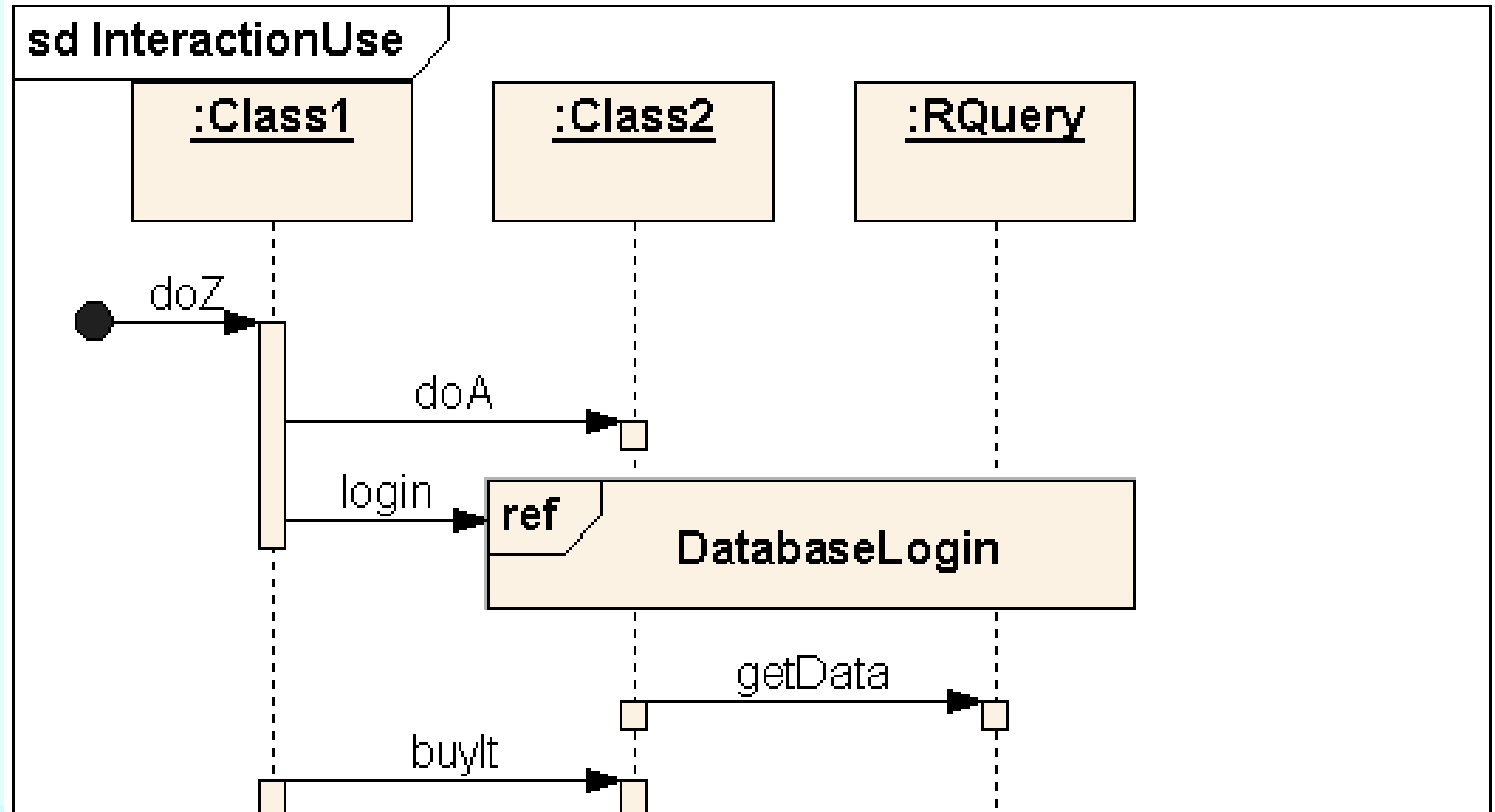 sd InteractionUse
:Class1
:Class2
:RQuery
doZ
doA
login
ref
DatabaseLogin
getData
buyIt